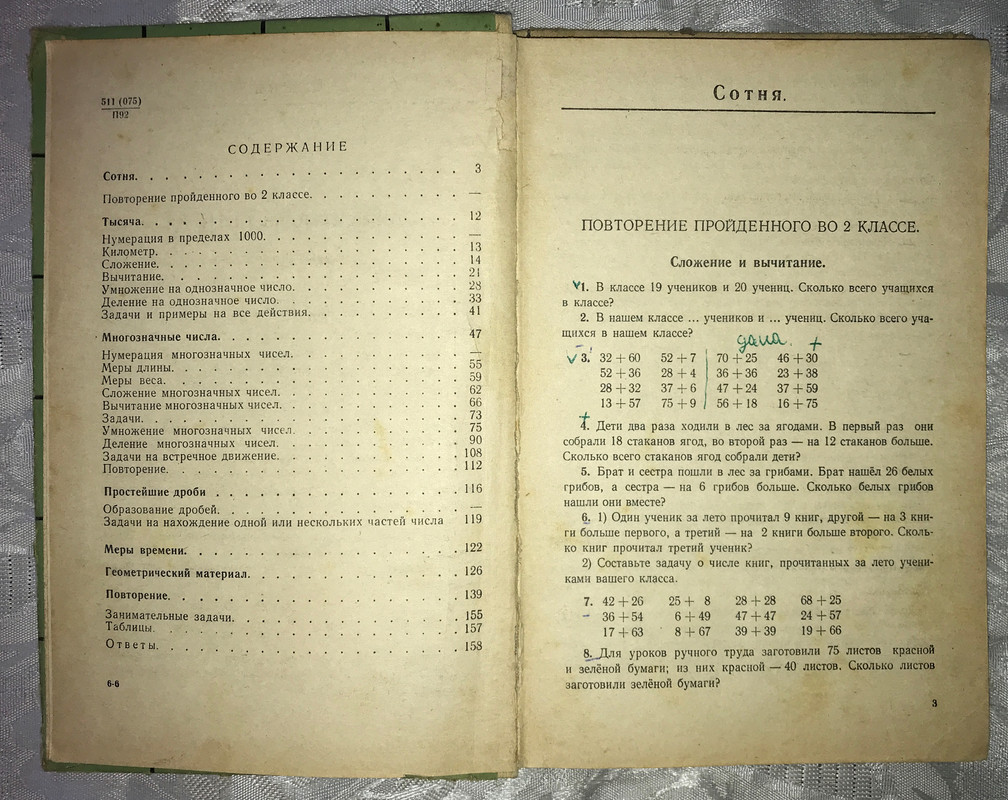 511 (075)
П92
СОДЕРЖАНИЕ
Сотня. 3
Повторение пройденного во 2 классе. —
Тысяча. 12
Нумерация в пределах 1000. —
Километр. 13
Сложение. 14
Вычитание. 21
Умножение на однозначное число. 28
Деление на однозначное число. 33
Задачи и примеры на все действия. 41
Многозначные числа. 47
Нумерация многозначных чисел. —
Меры длины. 55
Меры веса. 59
Сложение многозначных чисел. 62
Вычитание многозначных чисел. 66
Задачи. 73
Умножение многозначных чисел. 75
Деление многозначных чисел. 90
Задачи на встречное движение. 108
Повторение. 112
Простейшие дроби 116
Образование дробей. —
Задачи на нахождение одной или нескольких частей числа 119
Меры времени. 122
Геометрический материал. 126
Повторение. 139
Занимательные задачи. 155
Таблицы. 157
Ответы. 158
6-6
Сотня.
ПОВТОРЕНИЕ ПРОЙДЕННОГО ВО 2 КЛАССЕ.
Сложение и вычитание.
1. В классе 19 учеников и 20 учениц. Сколько всего учащихся
в классе?
2. В нашем классе ... учеников и ... учениц. Сколько всего уча-
щихся в нашем классе?
+
3. 32 + 60 52 + 7 70 + 25 46 + 30
52 + 36 28 + 4 36 + 36 23 + 38
28 + 32 37 + 6 47 + 24 37 + 59
13 + 57 75 + 9 56 + 18 16 + 75
+
4. Дети два раза ходили в лес за ягодами. В первый раз они
собрали 18 стаканов ягод, во второй раз — на 12 стаканов больше.
Сколько всего стаканов ягод собрали дети?
5. Брат и сестра пошли в лес за грибами. Брат нашёл 26 белых
грибов, а сестра — на 6 грибов больше. Сколько белых грибов
нашли они вместе?
6. 1) Один ученик за лето прочитал 9 книг, другой — на 3 кни-
ги больше первого, а третий — на 2 книги больше второго. Сколь-
ко книг прочитал третий ученик?
2) Составьте задачу о числе книг, прочитанных за лето учени-
ками вашего класса.
7. 42 + 26 25 + 8 28 + 28 68 + 25
36 + 54 6 + 49 47 + 47 24 + 57
17 + 63 8 + 67 39 + 39 19 + 66
8. Для уроков ручного труда заготовили 75 листов красной
и зелёной бумаги; из них красной — 40 листов. Сколько листов
заготовили зелёной бумаги?
3